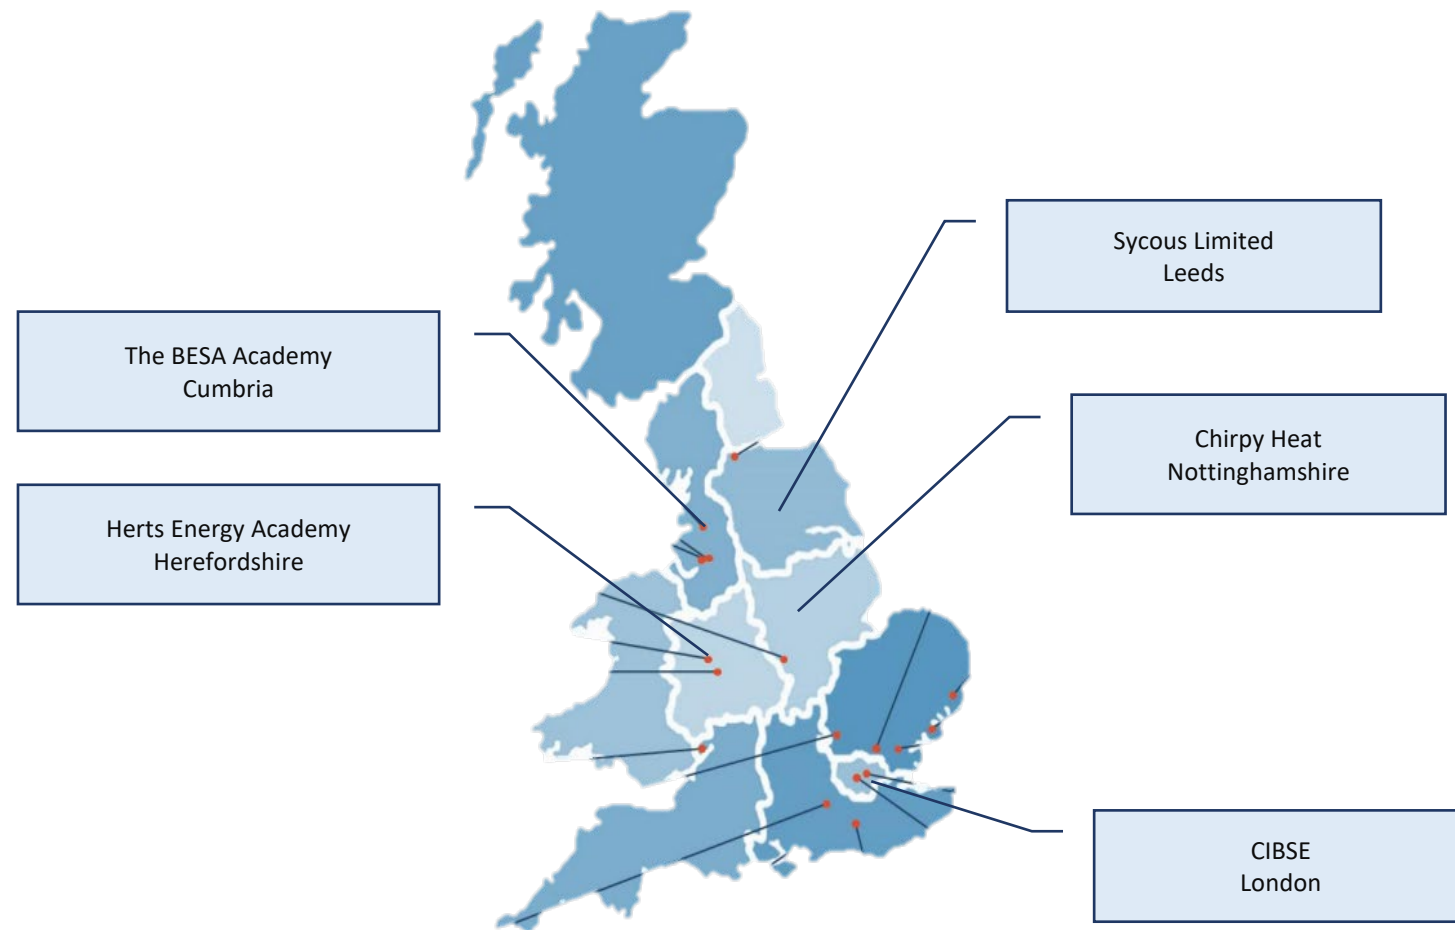 Sycous Limited
Leeds
The BESA Academy
Cumbria
Chirpy Heat
Nottinghamshire
Herts Energy Academy
Herefordshire
CIBSE
London